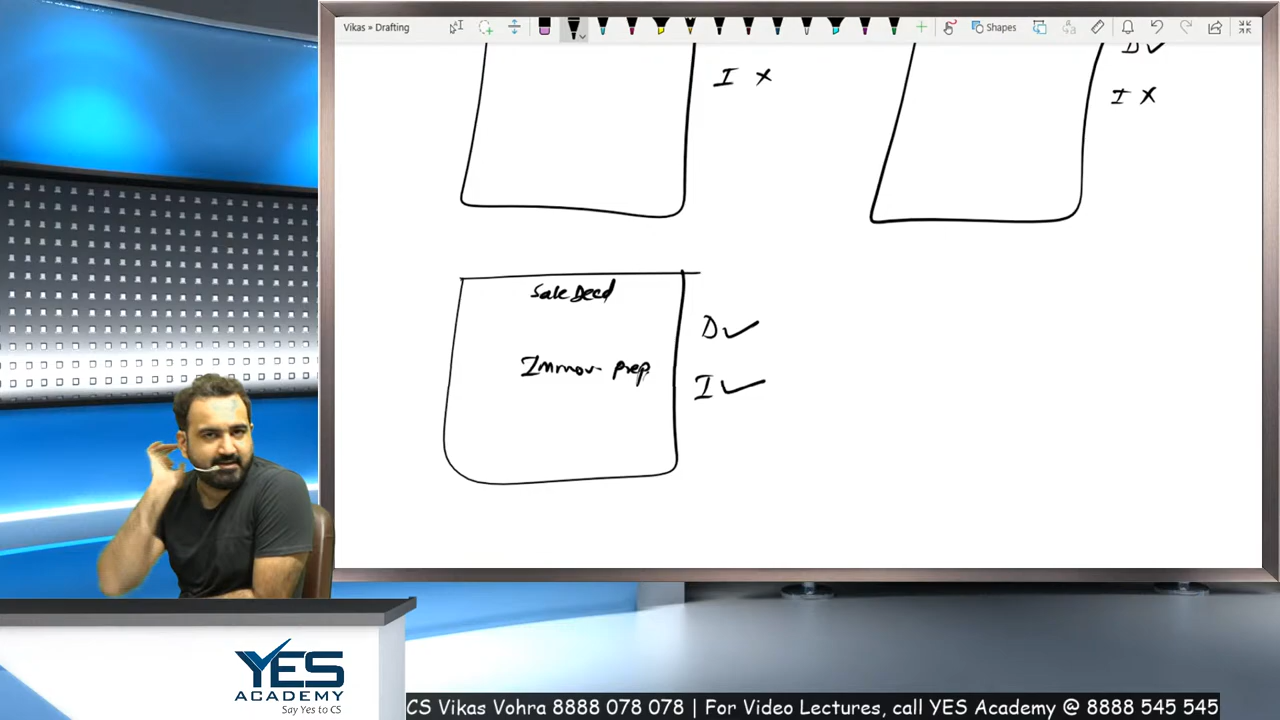 Vikas » Drafting
Shapes
I X
D ✓
I X
Sale Deed
D ✓
Immov. prep.
I ✓
YES
ACADEMY
Say Yes to CS
CS Vikas Vohra 8888 078 078 | For Video Lectures, call YES Academy @ 8888 545 545